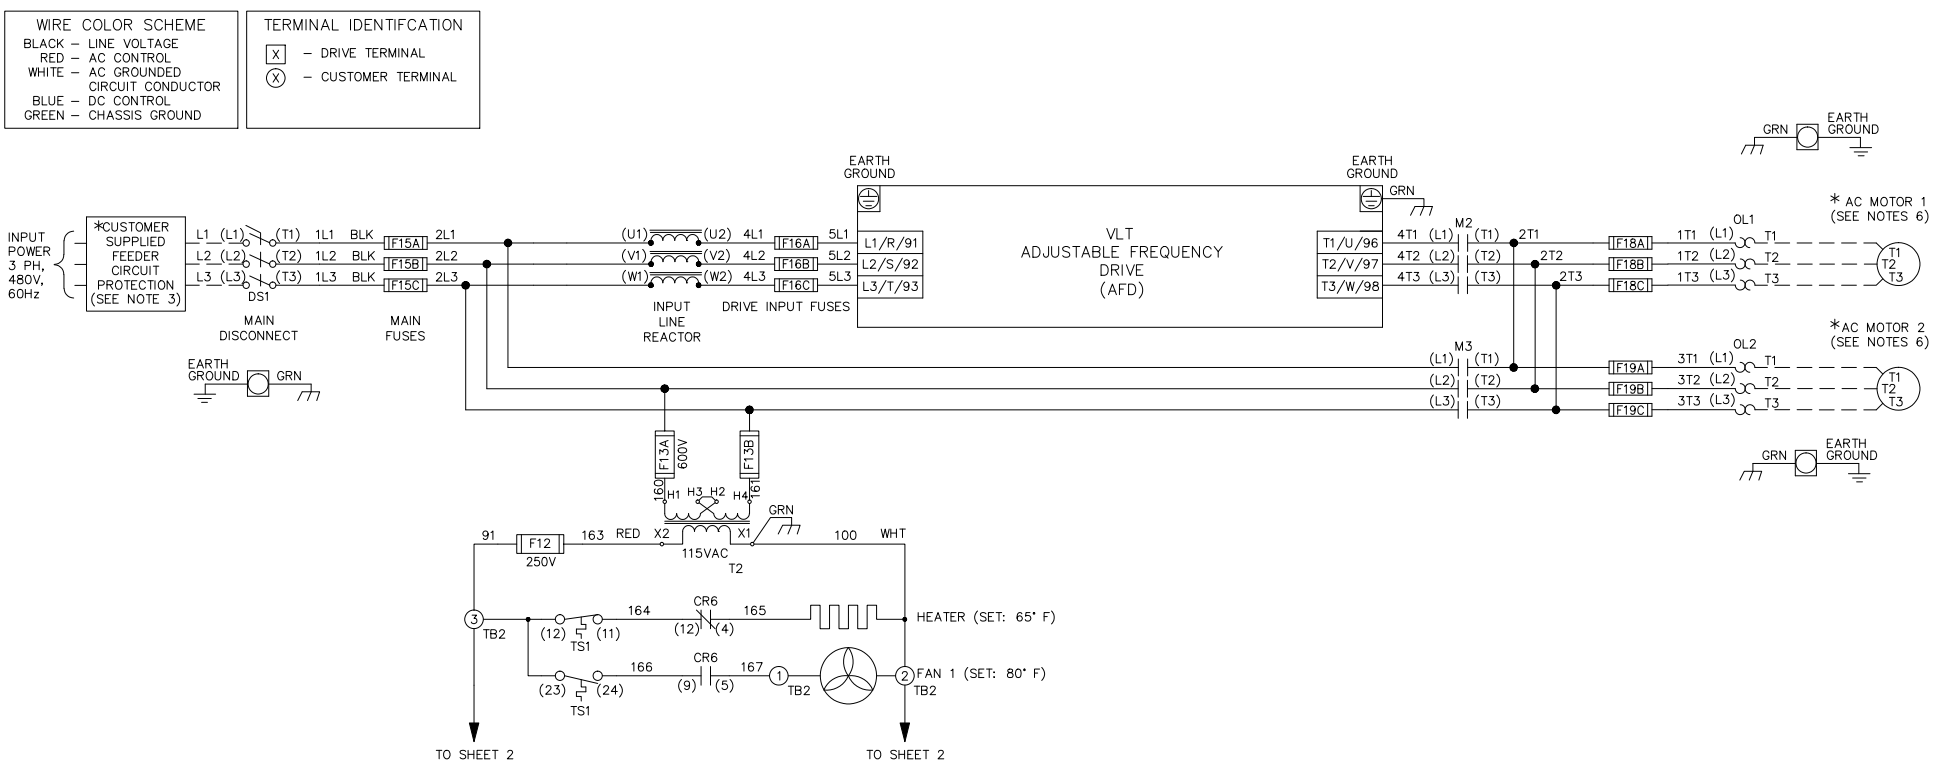 WIRE COLOR SCHEME
BLACK – LINE VOLTAGE
RED – AC CONTROL
WHITE – AC GROUNDED
CIRCUIT CONDUCTOR
BLUE – DC CONTROL
GREEN – CHASSIS GROUND
TERMINAL IDENTIFCATION
X – DRIVE TERMINAL
X – CUSTOMER TERMINAL
GRN EARTH GROUND
EARTH GROUND
EARTH GROUND
GRN
INPUT
POWER
3 PH,
480V,
60Hz
*CUSTOMER
SUPPLIED
FEEDER
CIRCUIT
PROTECTION
(SEE NOTE 3)
L1 (L1) (T1) 1L1 BLK F15A 2L1 (U1) (U2) 4L1 F16A 5L1 L1/R/91
L2 (L2) (T2) 1L2 BLK F15B 2L2 (V1) (V2) 4L2 F16B 5L2 L2/S/92
L3 (L3) (T3) 1L3 BLK F15C 2L3 (W1) (W2) 4L3 F16C 5L3 L3/T/93
DS1
MAIN
DISCONNECT
MAIN
FUSES
INPUT
LINE
REACTOR
DRIVE INPUT FUSES
VLT
ADJUSTABLE FREQUENCY
DRIVE
(AFD)
M2
OL1
* AC MOTOR 1
(SEE NOTES 6)
T1/U/96 4T1 (L1) (T1) 2T1 F18A 1T1 (L1) T1 T1
T2/V/97 4T2 (L2) (T2) 2T2 F18B 1T2 (L2) T2 T2
T3/W/98 4T3 (L3) (T3) 2T3 F18C 1T3 (L3) T3 T3
EARTH
GROUND GRN
M3
OL2
*AC MOTOR 2
(SEE NOTES 6)
(L1) (T1) F19A 3T1 (L1) T1 T1
(L2) (T2) F19B 3T2 (L2) T2 T2
(L3) (T3) F19C 3T3 (L3) T3 T3
GRN EARTH GROUND
F13A
600V
F13B
160
161
H1 H3 H2 H4
GRN
91 F12 163 RED X2 X1 100 WHT
250V
115VAC
T2
3
TB2
(12) (11)
TS1
164
CR6
(12) (4)
165
HEATER (SET: 65° F)
(23) (24)
TS1
166
CR6
(9) (5)
167
1
TB2
2
TB2
FAN 1 (SET: 80° F)
TO SHEET 2
TO SHEET 2